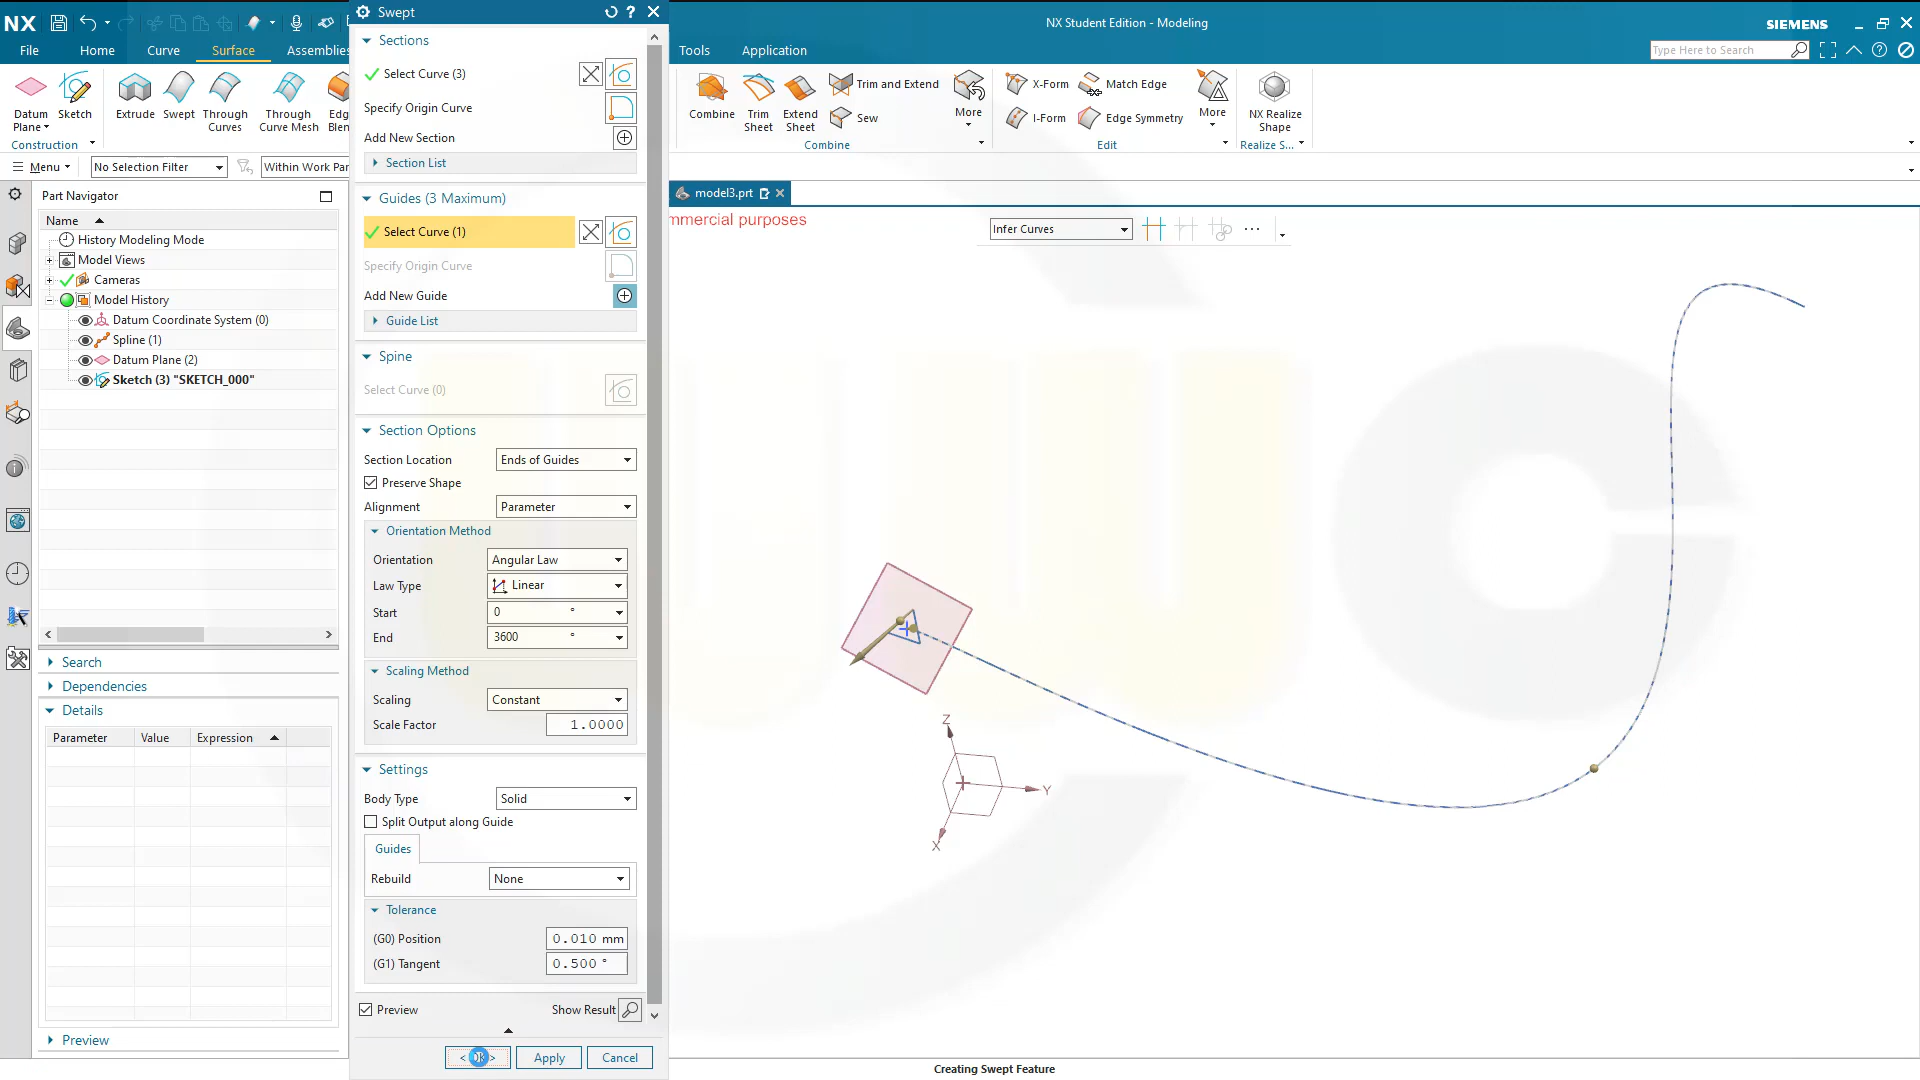 NX
Swept
NX Student Edition - Modeling
SIEMENS
File
Home
Curve
Surface
Assemblies
Tools
Application
Type Here to Search
Datum Plane
Sketch
Extrude
Swept
Through Curves
Through Curve Mesh
Construction
Combine
Trim Sheet
Extend Sheet
Trim and Extend
Sew
More
Combine
X-Form
I-Form
Match Edge
Edge Symmetry
More
Edit
NX Realize Shape
Realize S...
Menu
No Selection Filter
Within Work Par
Part Navigator
Name
History Modeling Mode
Model Views
Cameras
Model History
Datum Coordinate System (0)
Spline (1)
Datum Plane (2)
Sketch (3) "SKETCH_000"
Search
Dependencies
Details
Parameter Value Expression
Preview
Sections
Select Curve (3)
Specify Origin Curve
Add New Section
Section List
Guides (3 Maximum)
Select Curve (1)
Specify Origin Curve
Add New Guide
Guide List
Spine
Select Curve (0)
Section Options
Section Location Ends of Guides
Preserve Shape
Alignment Parameter
Orientation Method
Orientation Angular Law
Law Type Linear
Start 0 °
End 3600 °
Scaling Method
Scaling Constant
Scale Factor 1.0000
Settings
Body Type Solid
Split Output along Guide
Guides
Rebuild None
Tolerance
(G0) Position 0.010 mm
(G1) Tangent 0.500 °
Preview Show Result
Apply Cancel
model3.prt
mmercial purposes
Infer Curves
Z
Y
X
Creating Swept Feature